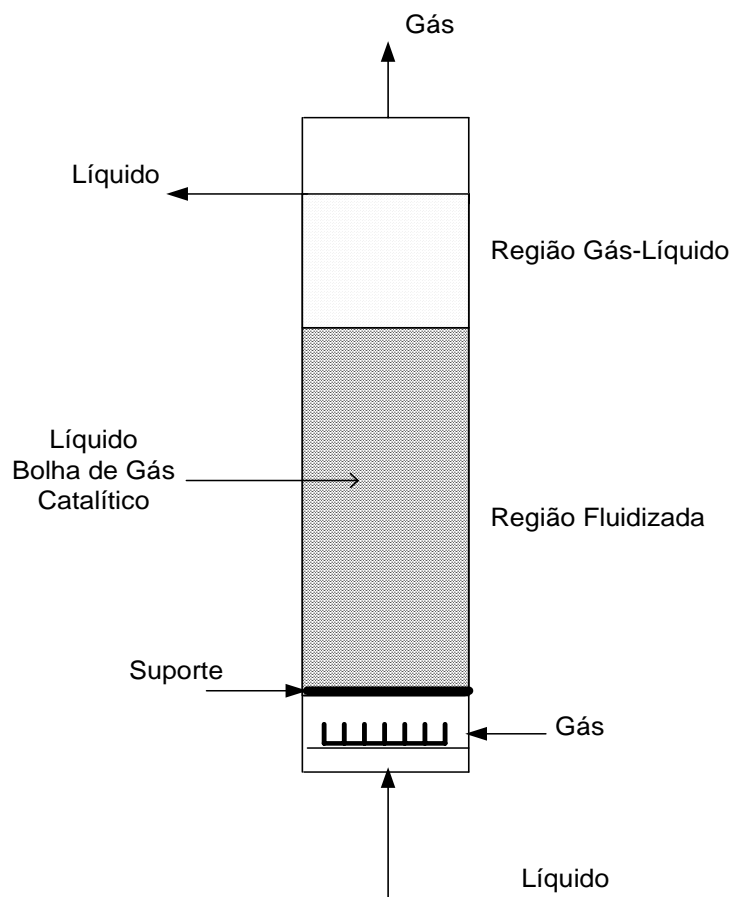 Gás
Líquido
Região Gás-Líquido
Líquido
Bolha de Gás
Catalítico
Região Fluidizada
Suporte
Gás
Líquido